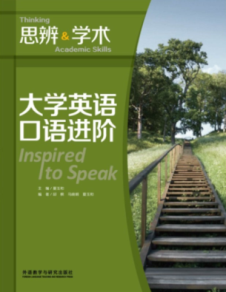 Thinking
思辨 & 学术
Academic Skills
大学英语
口语进阶
Inspired
to Speak
外语教学与研究出版社